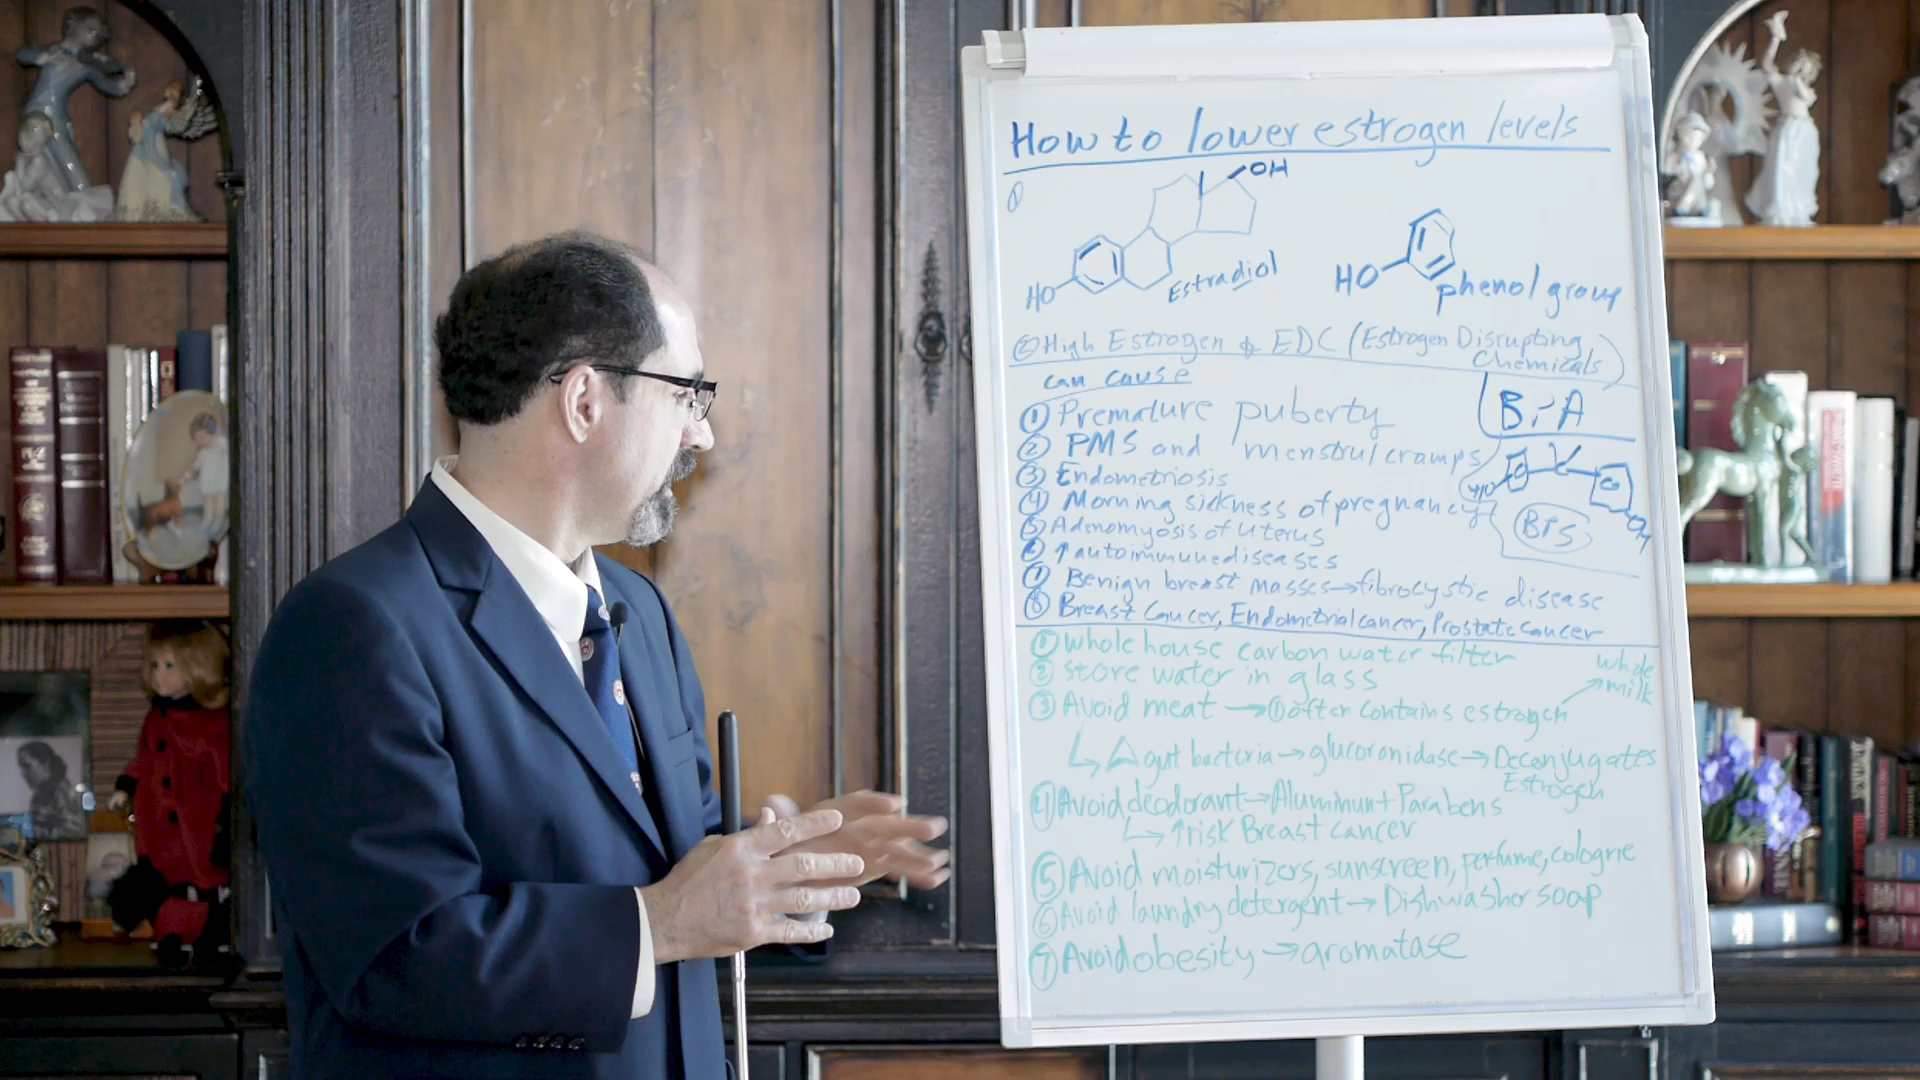 How to lower estrogen levels
①
OH
HO
Estradiol
HO
phenol group
② High Estrogen & EDC (Estrogen Disrupting
Chemicals)
can cause
① Premature puberty
② PMS and menstrul cramps
③ Endometriosis
④ Morning sickness of pregnancy
⑤ Adenomyosis of uterus
⑥ ↑ autoimmune diseases
⑦ Benign breast masses → fibrocystic disease
⑧ Breast Cancer, Endometrial cancer, Prostate cancer
BPA
HO
OH
BPS
① whole house carbon water filter
② store water in glass
③ Avoid meat → ① often contains estrogen
whole
milk
↳ △ gut bacteria → glucoronidase → Deconjugates
Estrogen
④ Avoid deodorant → Aluminum + Parabens
↳ ↑ risk Breast cancer
⑤ Avoid moisturizers, sunscreen, perfume, cologne
⑥ Avoid laundry detergent → Dishwasher soap
⑦ Avoid obesity → aromatase